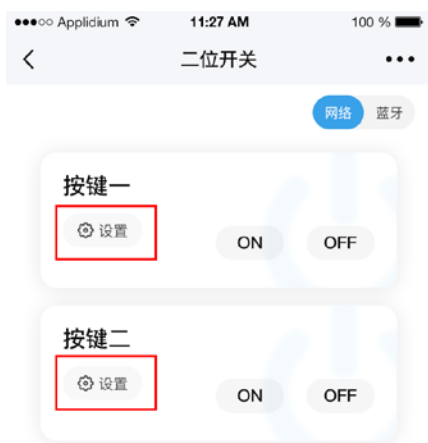 Applidium 11:27 AM 100 %
二位开关
网络 蓝牙
按键一
设置
ON OFF
按键二
设置
ON OFF